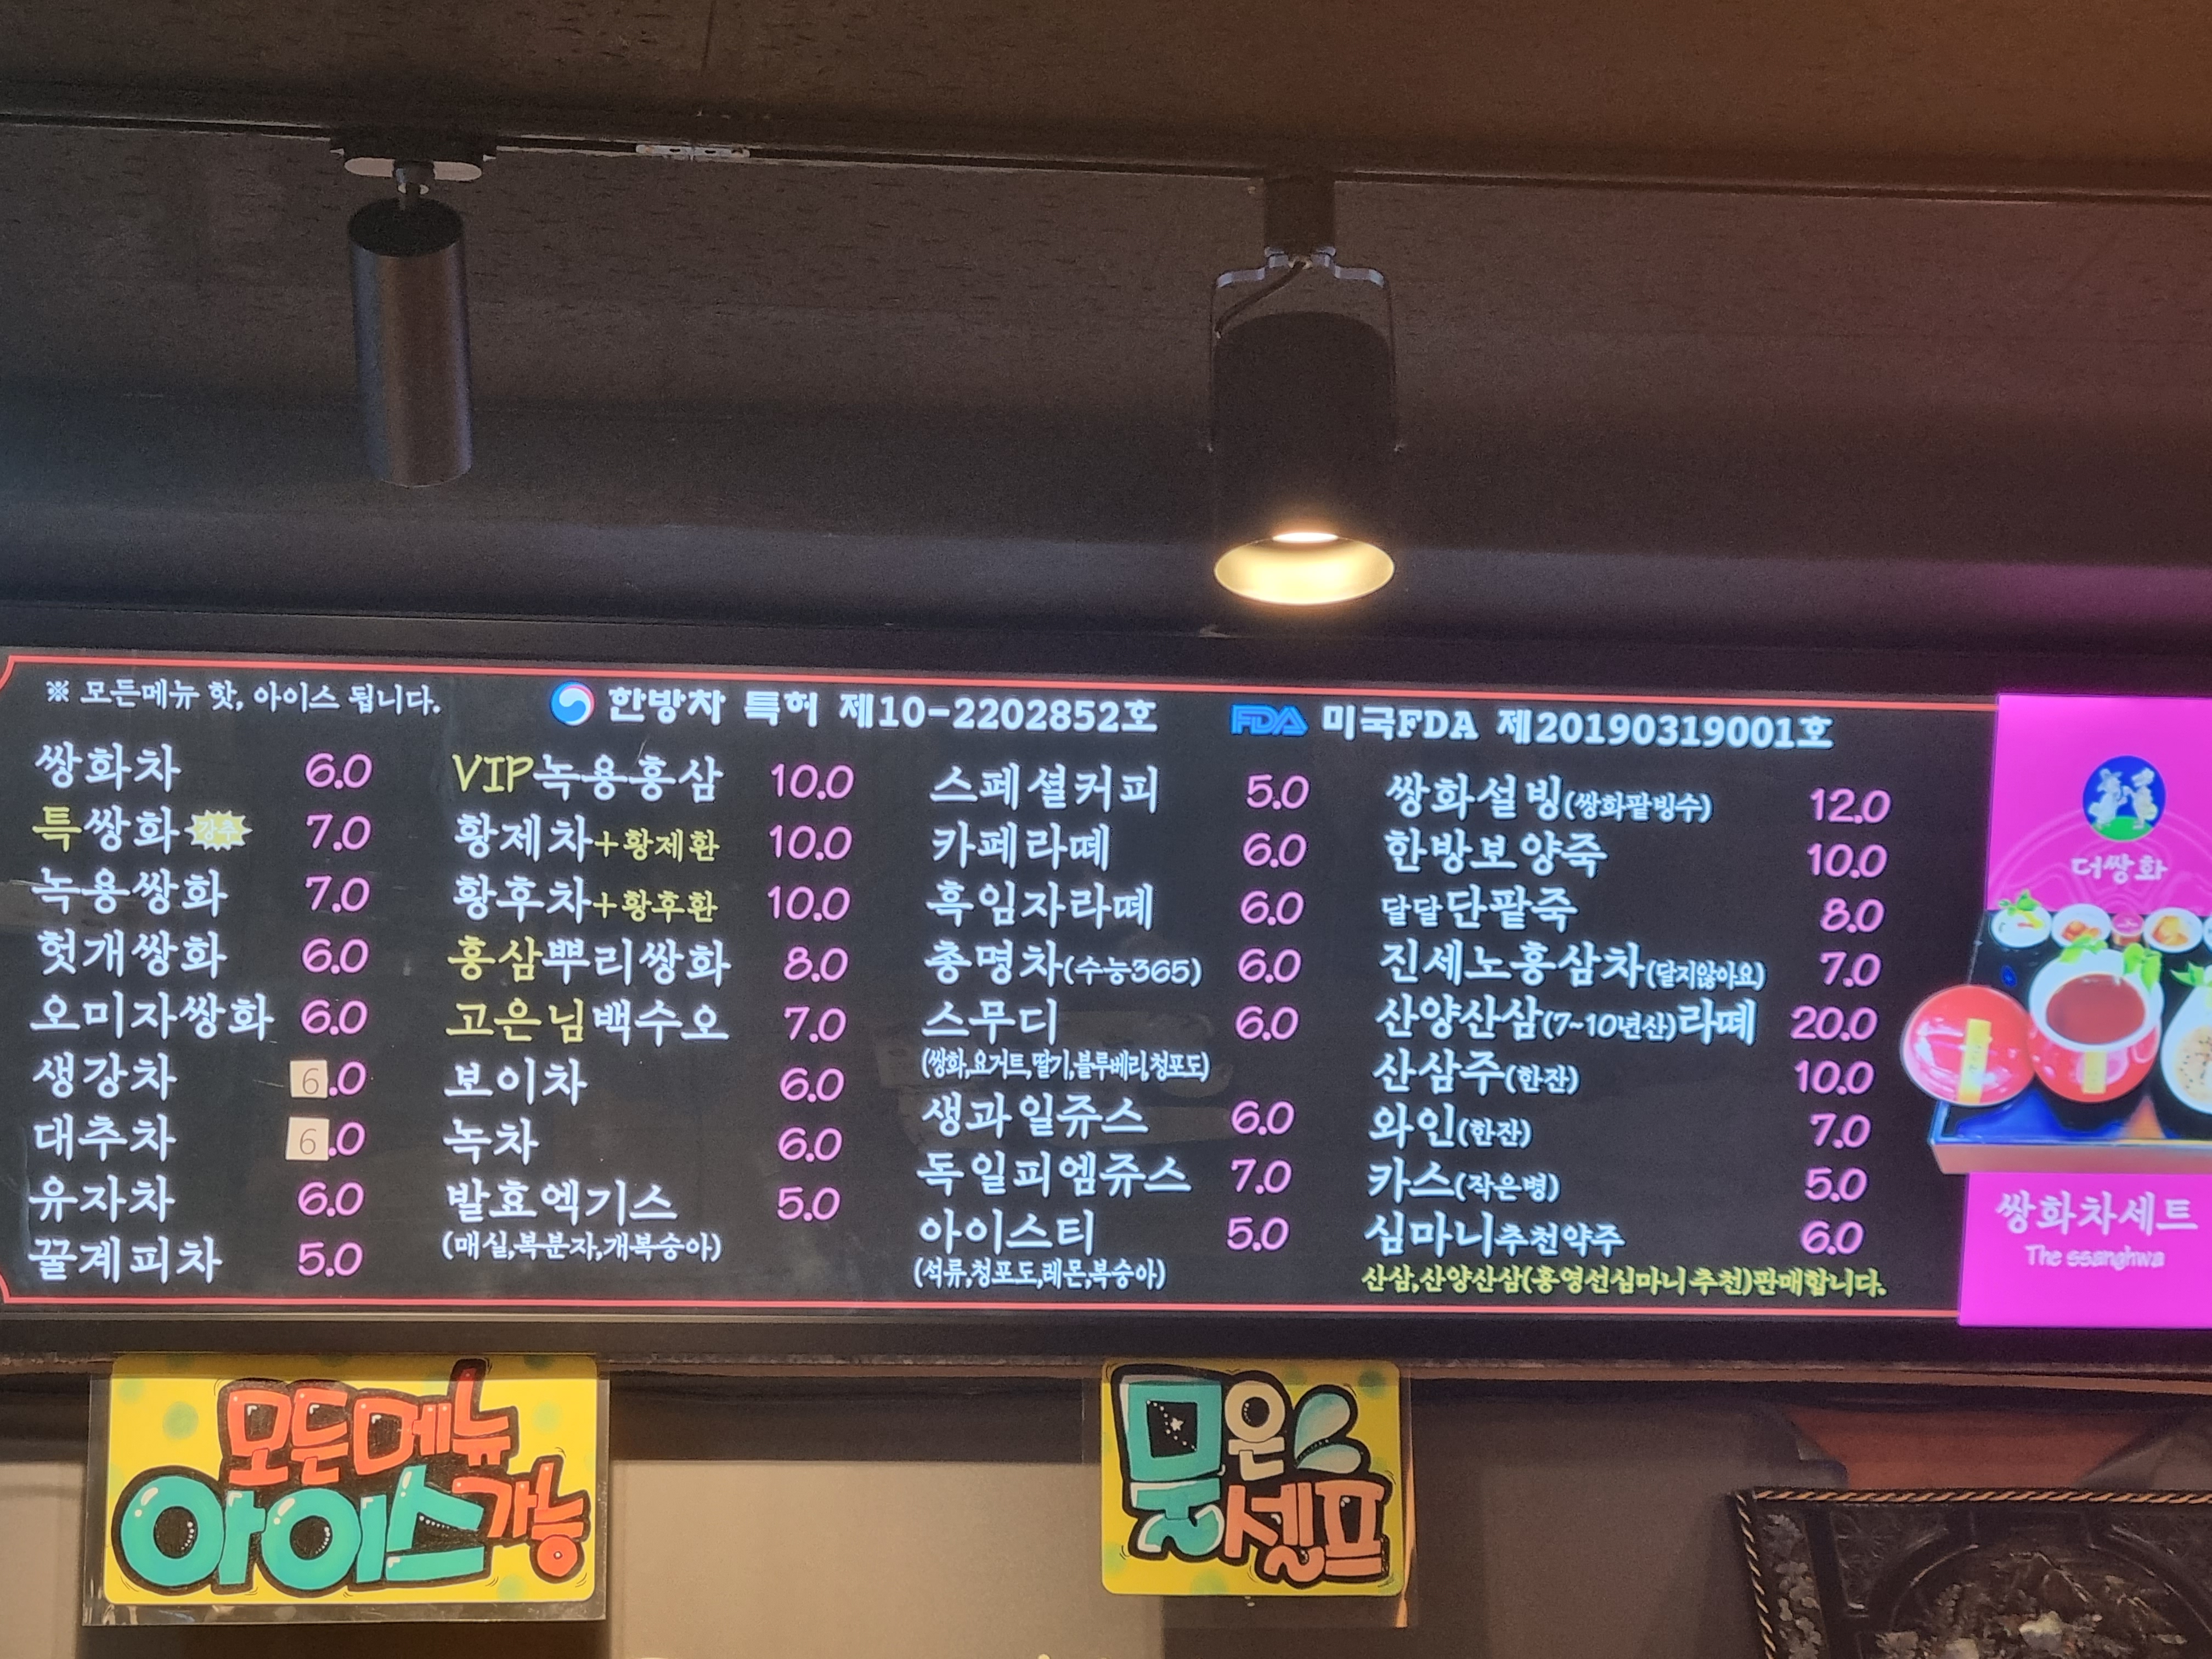 ※ 모든메뉴 핫, 아이스 됩니다.
한방차 특허 제10-2202852호
FDA 미국FDA 제20190319001호
쌍화차 6.0
특쌍화 강추 7.0
녹용쌍화 7.0
헛개쌍화 6.0
오미자쌍화 6.0
생강차 6.0
대추차 6.0
유자차 6.0
꿀계피차 5.0
VIP녹용홍삼 10.0
황제차+황제환 10.0
황후차+황후환 10.0
홍삼뿌리쌍화 8.0
고은님백수오 7.0
보이차 6.0
녹차 6.0
발효엑기스 5.0
(매실,복분자,개복숭아)
스페셜커피 5.0
카페라떼 6.0
흑임자라떼 6.0
총명차(수능365) 6.0
스무디 6.0
(쌍화,요거트,딸기,블루베리,청포도)
생과일쥬스 6.0
독일피엠쥬스 7.0
아이스티 5.0
(석류,청포도,레몬,복숭아)
쌍화설빙(쌍화팥빙수) 12.0
한방보양죽 10.0
달달단팥죽 8.0
진세노홍삼차(달지않아요) 7.0
산양산삼(7~10년산)라떼 20.0
산삼주(한잔) 10.0
와인(한잔) 7.0
카스(작은병) 5.0
심마니추천약주 6.0
산삼,산양산삼(홍영선심마니추천)판매합니다.
더쌍화
쌍화차세트
The ssanghwa
모든메뉴
아이스가능
물은
셀프